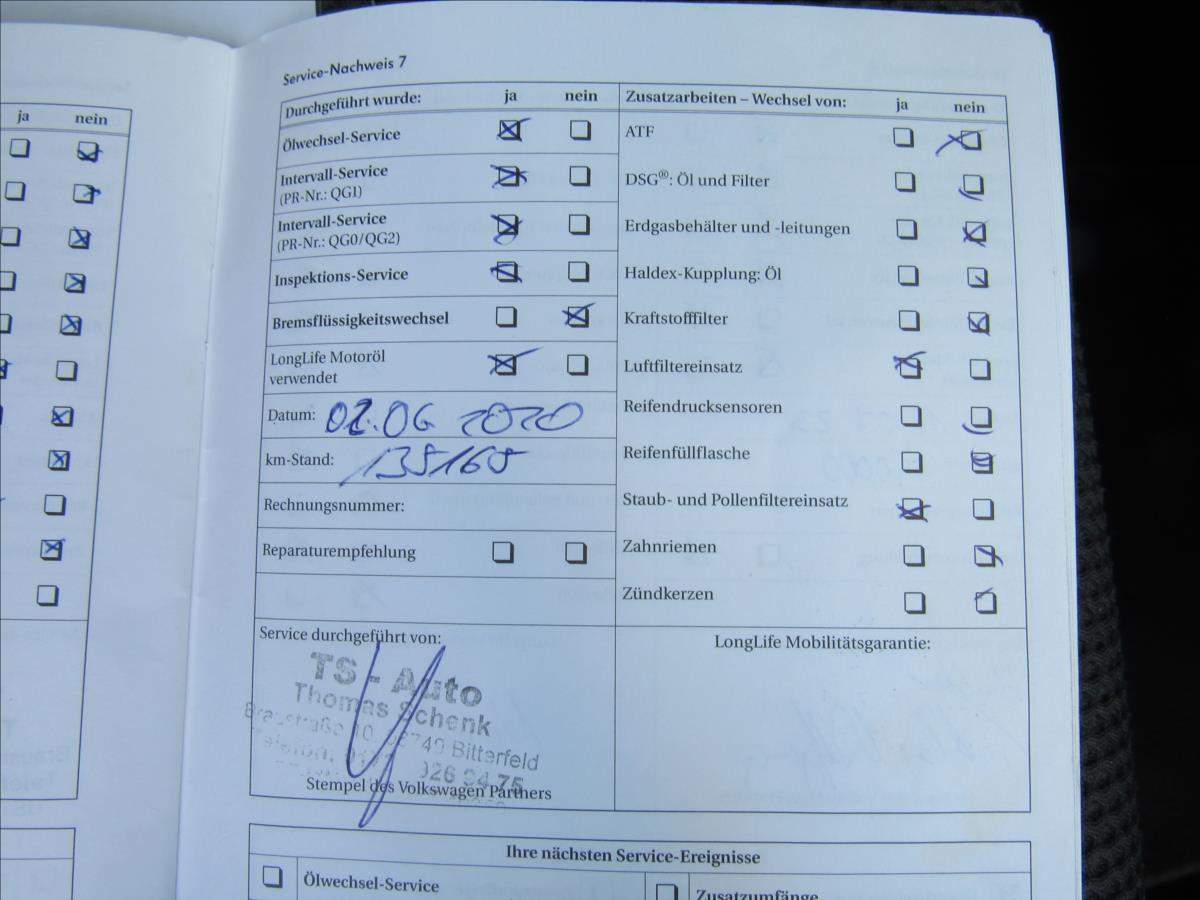 ja nein
Service-Nachweis 7
Durchgeführt wurde: ja nein
Ölwechsel-Service
Intervall-Service
(PR-Nr.: QG1)
Intervall-Service
(PR-Nr.: QG0/QG2)
Inspektions-Service
Bremsflüssigkeitswechsel
LongLife Motoröl
verwendet
Datum: 02.06 2020
km-Stand: 135168
Rechnungsnummer:
Reparaturempfehlung
Service durchgeführt von:
TS - Auto
Thomas Schenk
Bitterfeld
Stempel des Volkswagen Partners
Zusatzarbeiten – Wechsel von: ja nein
ATF
DSG®: Öl und Filter
Erdgasbehälter und -leitungen
Haldex-Kupplung: Öl
Kraftstofffilter
Luftfiltereinsatz
Reifendrucksensoren
Reifenfüllflasche
Staub- und Pollenfiltereinsatz
Zahnriemen
Zündkerzen
LongLife Mobilitätsgarantie:
Ihre nächsten Service-Ereignisse
Ölwechsel-Service
Zusatzumfänge